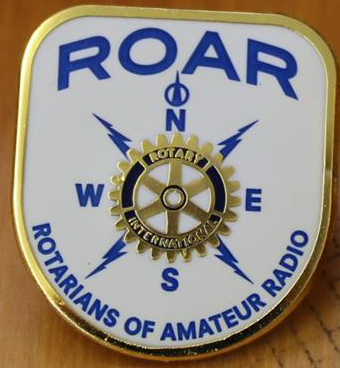 ROAR
N
ROTARY
W E
INTERNATIONAL
S
ROTARIANS OF AMATEUR RADIO